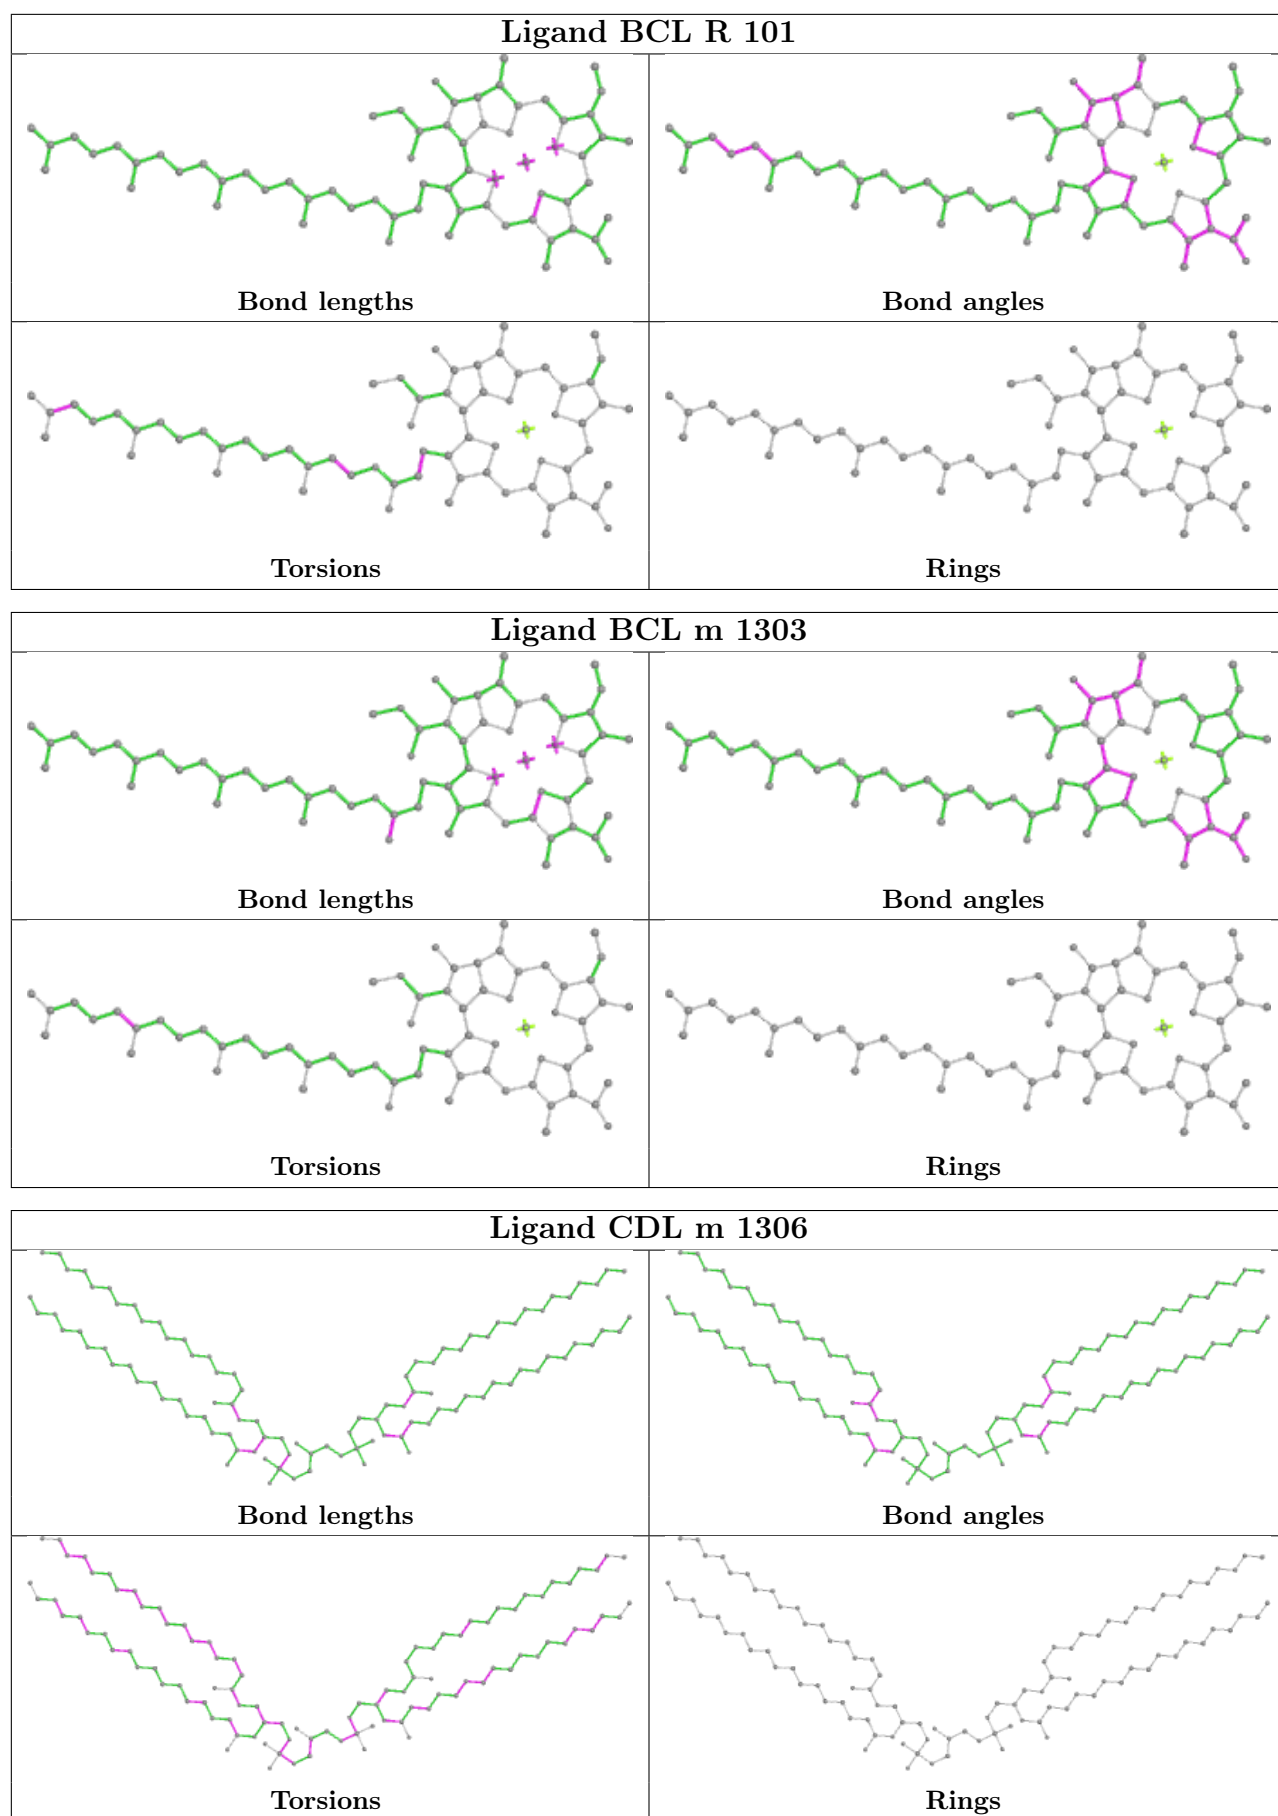 Ligand BCL R 101
Bond lengths
Bond angles
Torsions
Rings
Ligand BCL m 1303
Bond lengths
Bond angles
Torsions
Rings
Ligand CDL m 1306
Bond lengths
Bond angles
Torsions
Rings